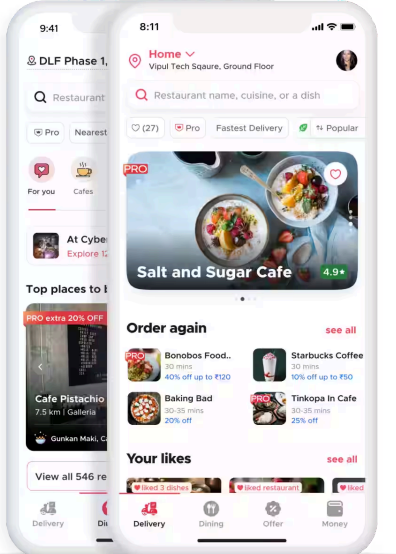 9:41
DLF Phase 1,
Restaurant
Pro
Nearest
For you
Cafes
At Cybe
Explore 12
Top places to b
PRO extra 20% OFF
Cafe Pistachio
7.5 km | Galleria
Gunkan Maki, Ca
View all 546 re
Delivery
Di
8:11
Home
Vipul Tech Sqaure, Ground Floor
Restaurant name, cuisine, or a dish
(27)
Pro
Fastest Delivery
Popular
PRO
Salt and Sugar Cafe
4.9★
Order again
see all
PRO
Bonobos Food..
30 mins
40% off up to ₹120
Starbucks Coffee
30 mins
10% off up to ₹50
Baking Bad
30-35 mins
20% off
PRO
Tinkopa In Cafe
30-35 mins
25% off
Your likes
see all
liked 3 dishes
liked restaurant
liked
Delivery
Dining
Offer
Money